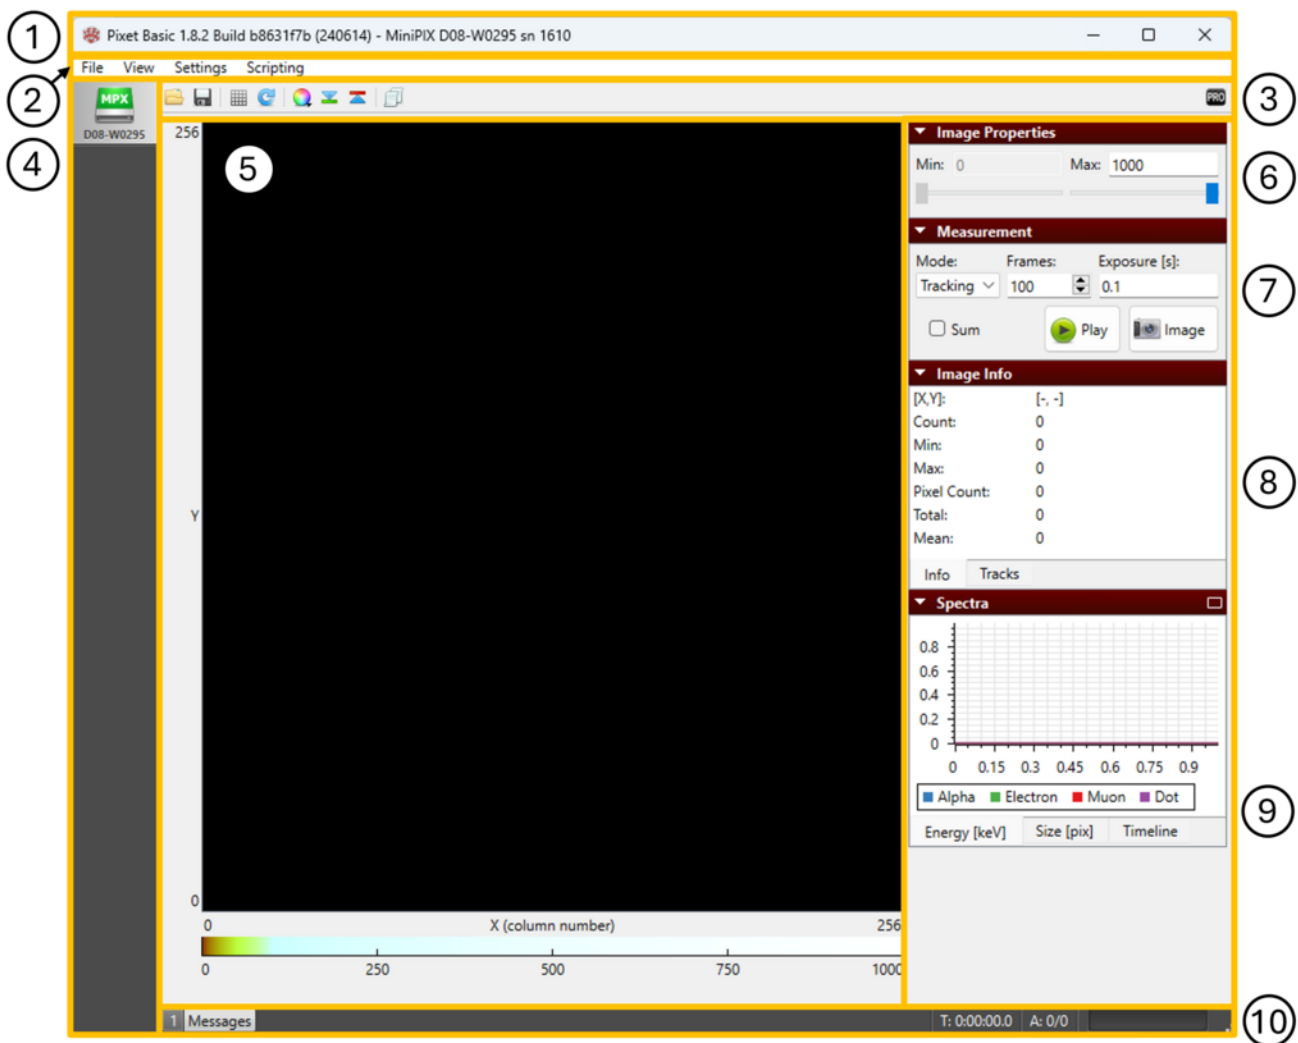 1
Pixet Basic 1.8.2 Build b8631f7b (240614) - MiniPIX D08-W0295 sn 1610
2
File View Settings Scripting
MPX
D08-W0295
PRO
3
4
256
5
Y
0
0 X (column number) 256
0 250 500 750 1000
Image Properties
Min: 0 Max: 1000
6
Measurement
Mode: Frames: Exposure [s]:
Tracking 100 0.1
Sum Play Image
7
Image Info
[X,Y]: [-, -]
Count: 0
Min: 0
Max: 0
Pixel Count: 0
Total: 0
Mean: 0
Info Tracks
8
Spectra
0.8
0.6
0.4
0.2
0
0 0.15 0.3 0.45 0.6 0.75 0.9
Alpha Electron Muon Dot
Energy [keV] Size [pix] Timeline
9
1 Messages T: 0:00:00.0 A: 0/0
10